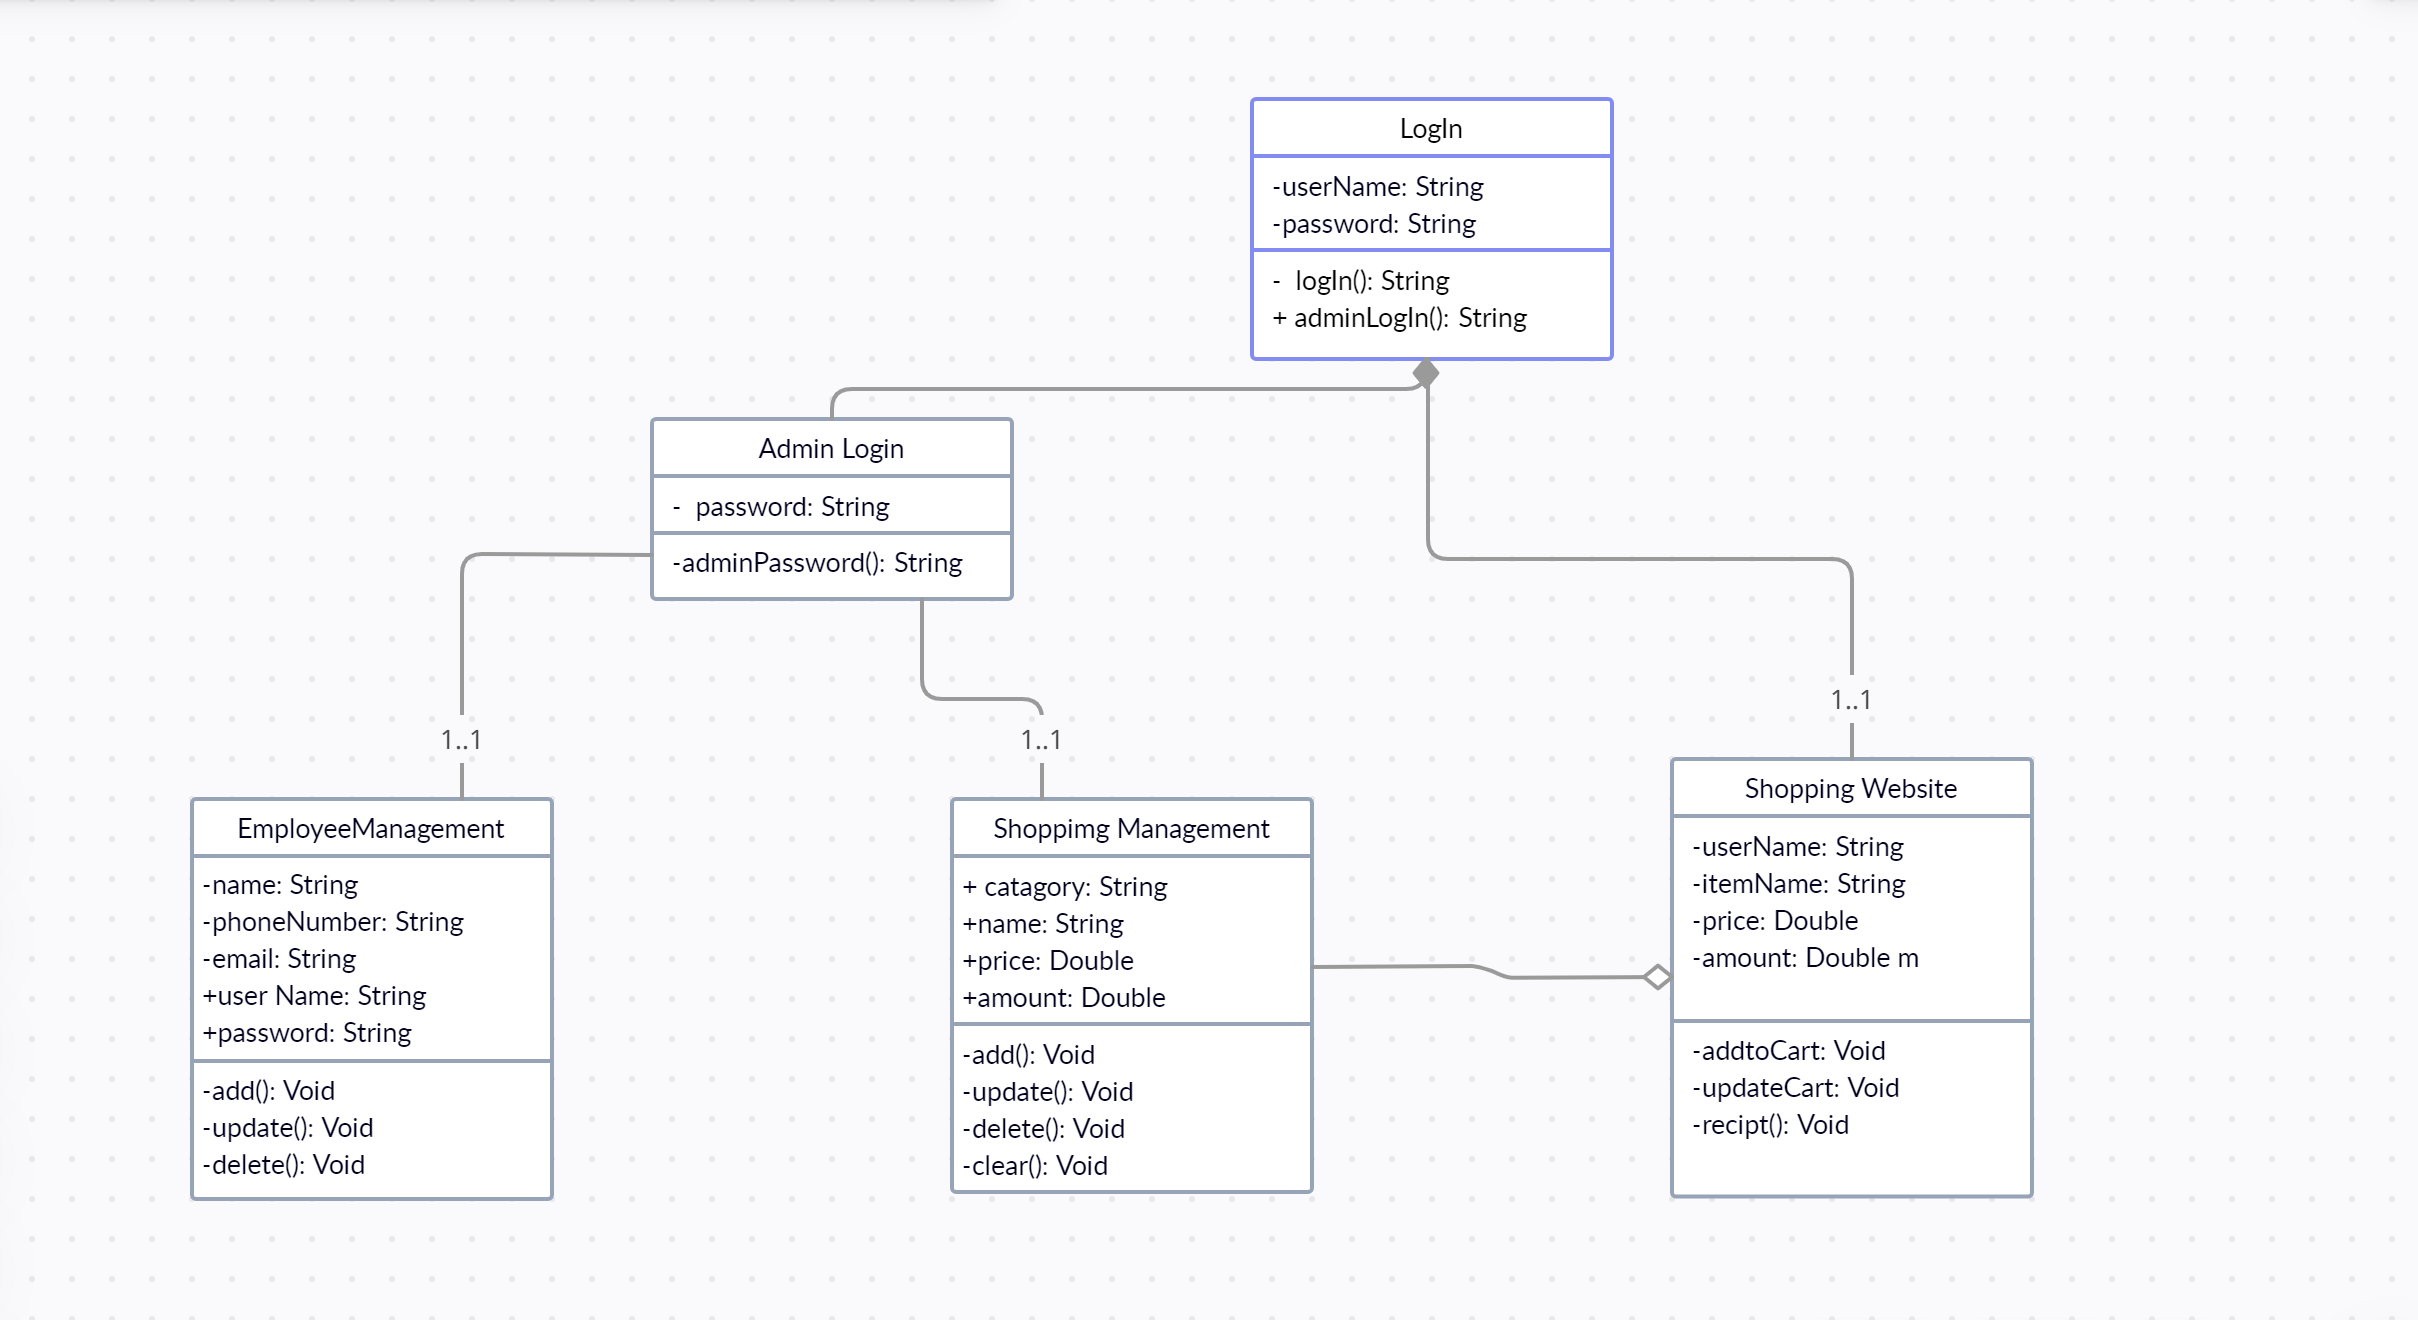 LogIn
-userName: String
-password: String
-  logIn(): String
+ adminLogIn(): String
Admin Login
-  password: String
-adminPassword(): String
1..1
1..1
1..1
EmployeeManagement
-name: String
-phoneNumber: String
-email: String
+user Name: String
+password: String
-add(): Void
-update(): Void
-delete(): Void
Shoppimg Management
+ catagory: String
+name: String
+price: Double
+amount: Double
-add(): Void
-update(): Void
-delete(): Void
-clear(): Void
Shopping Website
-userName: String
-itemName: String
-price: Double
-amount: Double m
-addtoCart: Void
-updateCart: Void
-recipt(): Void